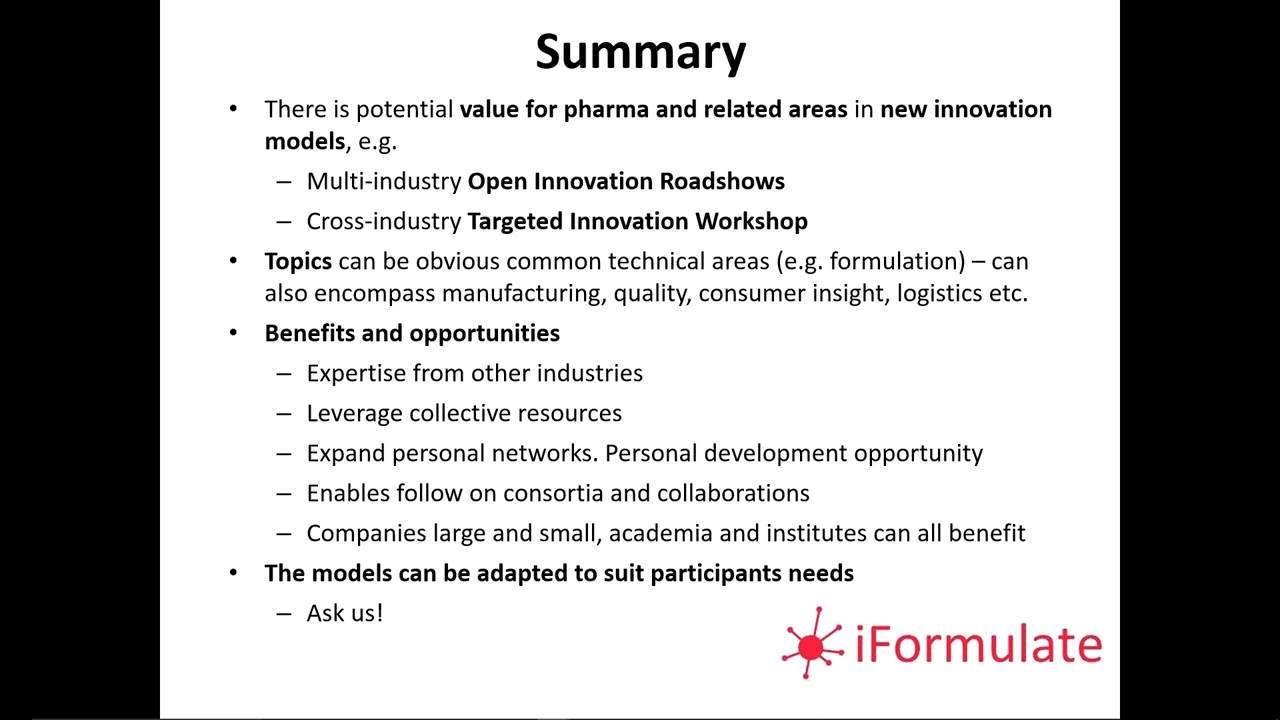 Summary
• There is potential value for pharma and related areas in new innovation
models, e.g.
– Multi-industry Open Innovation Roadshows
– Cross-industry Targeted Innovation Workshop
• Topics can be obvious common technical areas (e.g. formulation) – can
also encompass manufacturing, quality, consumer insight, logistics etc.
• Benefits and opportunities
– Expertise from other industries
– Leverage collective resources
– Expand personal networks. Personal development opportunity
– Enables follow on consortia and collaborations
– Companies large and small, academia and institutes can all benefit
• The models can be adapted to suit participants needs
– Ask us!
iFormulate